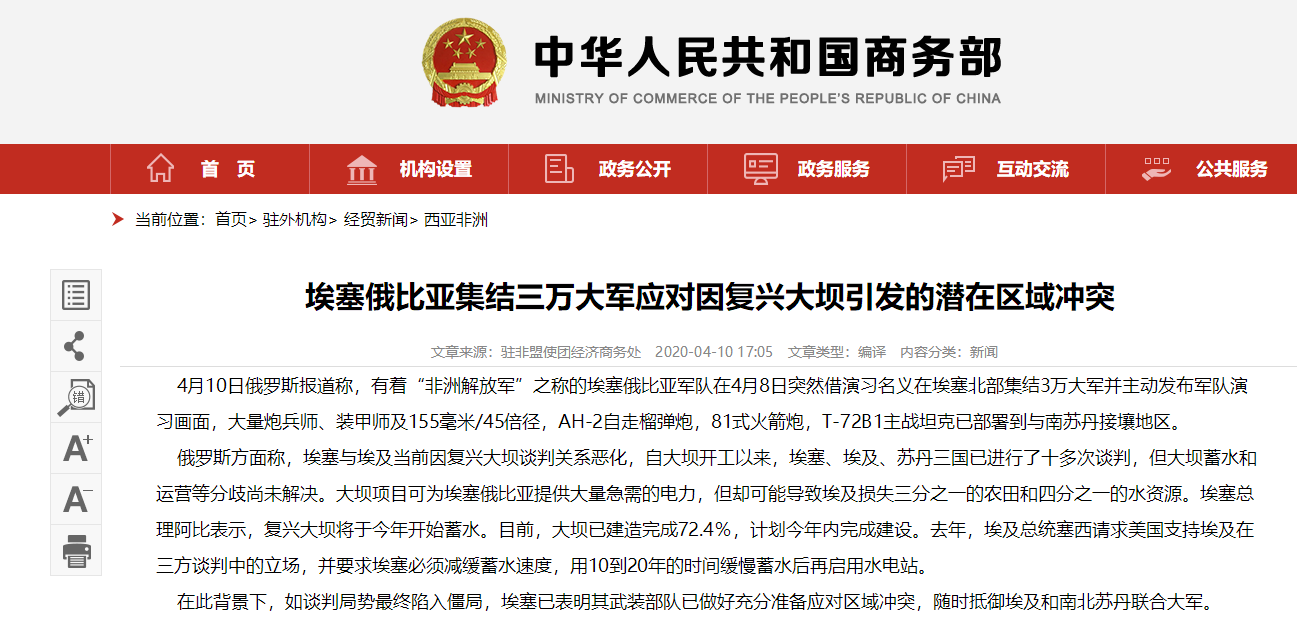 中华人民共和国商务部
MINISTRY OF COMMERCE OF THE PEOPLE'S REPUBLIC OF CHINA
首 页 机构设置 政务公开 政务服务 互动交流 公共服务
当前位置：首页> 驻外机构> 经贸新闻> 西亚非洲
埃塞俄比亚集结三万大军应对因复兴大坝引发的潜在区域冲突
文章来源：驻非盟使团经济商务处 2020-04-10 17:05 文章类型：编译 内容分类：新闻
4月10日俄罗斯报道称，有着“非洲解放军”之称的埃塞俄比亚军队在4月8日突然借演习名义在埃塞北部集结3万大军并主动发布军队演
习画面，大量炮兵师、装甲师及155毫米/45倍径，AH-2自走榴弹炮，81式火箭炮，T-72B1主战坦克已部署到与南苏丹接壤地区。
俄罗斯方面称，埃塞与埃及当前因复兴大坝谈判关系恶化，自大坝开工以来，埃塞、埃及、苏丹三国已进行了十多次谈判，但大坝蓄水和
运营等分歧尚未解决。大坝项目可为埃塞俄比亚提供大量急需的电力，但却可能导致埃及损失三分之一的农田和四分之一的水资源。埃塞总
理阿比表示，复兴大坝将于今年开始蓄水。目前，大坝已建造完成72.4%，计划今年内完成建设。去年，埃及总统塞西请求美国支持埃及在
三方谈判中的立场，并要求埃塞必须减缓蓄水速度，用10到20年的时间缓慢蓄水后再启用水电站。
在此背景下，如谈判局势最终陷入僵局，埃塞已表明其武装部队已做好充分准备应对区域冲突，随时抵御埃及和南北苏丹联合大军。
错
A+
A-